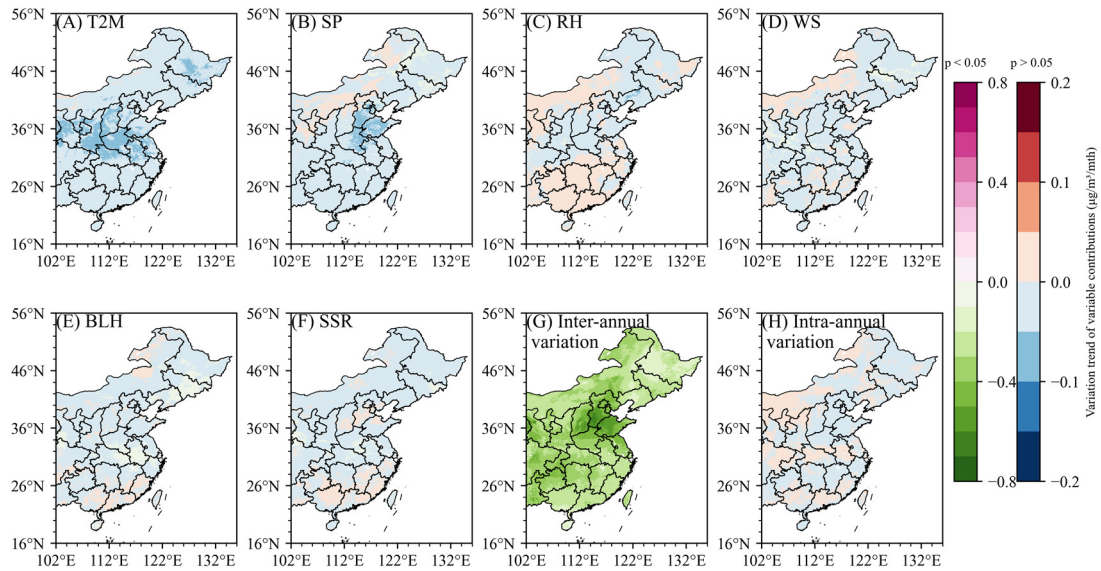 (A) T2M
(B) SP
(C) RH
(D) WS
56°N
46°N
36°N
26°N
16°N
102°E 112°E 122°E 132°E
56°N
46°N
36°N
26°N
16°N
102°E 112°E 122°E 132°E
56°N
46°N
36°N
26°N
16°N
102°E 112°E 122°E 132°E
56°N
46°N
36°N
26°N
16°N
102°E 112°E 122°E 132°E
(E) BLH
(F) SSR
(G) Inter-annual
variation
(H) Intra-annual
variation
56°N
46°N
36°N
26°N
16°N
102°E 112°E 122°E 132°E
56°N
46°N
36°N
26°N
16°N
102°E 112°E 122°E 132°E
56°N
46°N
36°N
26°N
16°N
102°E 112°E 122°E 132°E
56°N
46°N
36°N
26°N
16°N
102°E 112°E 122°E 132°E
p < 0.05
0.8
0.4
0.0
−0.4
−0.8
p > 0.05
0.2
0.1
0.0
−0.1
−0.2
Variation trend of variable contributions (μg/m³/mth)